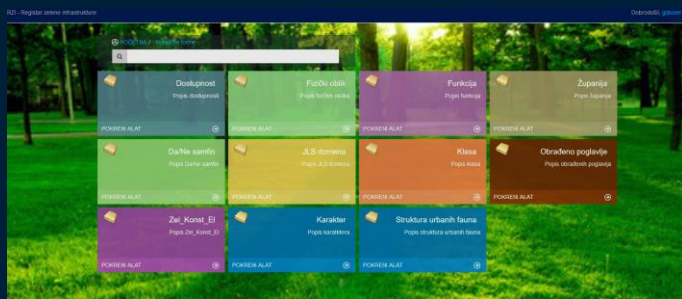 RZI - Registar zelene infrastrukture
Dobrodošli,
POČETNA /
Dostupnost
Popis dostupnosti
POKRENI ALAT
Fizički oblik
Popis fizičkih oblika
POKRENI ALAT
Funkcija
Popis funkcija
POKRENI ALAT
Županija
Popis županija
POKRENI ALAT
Da/Ne samfin
Popis Da/Ne samfin
POKRENI ALAT
JLS domena
Popis JLS domena
POKRENI ALAT
Klasa
Popis klasa
POKRENI ALAT
Obrađeno poglavlje
Popis obrađenih poglavlja
POKRENI ALAT
Zel_Konst_El
Popis Zel_Konst_El
POKRENI ALAT
Karakter
Popis karaktera
POKRENI ALAT
Struktura urbanih fauna
Popis struktura urbanih fauna
POKRENI ALAT